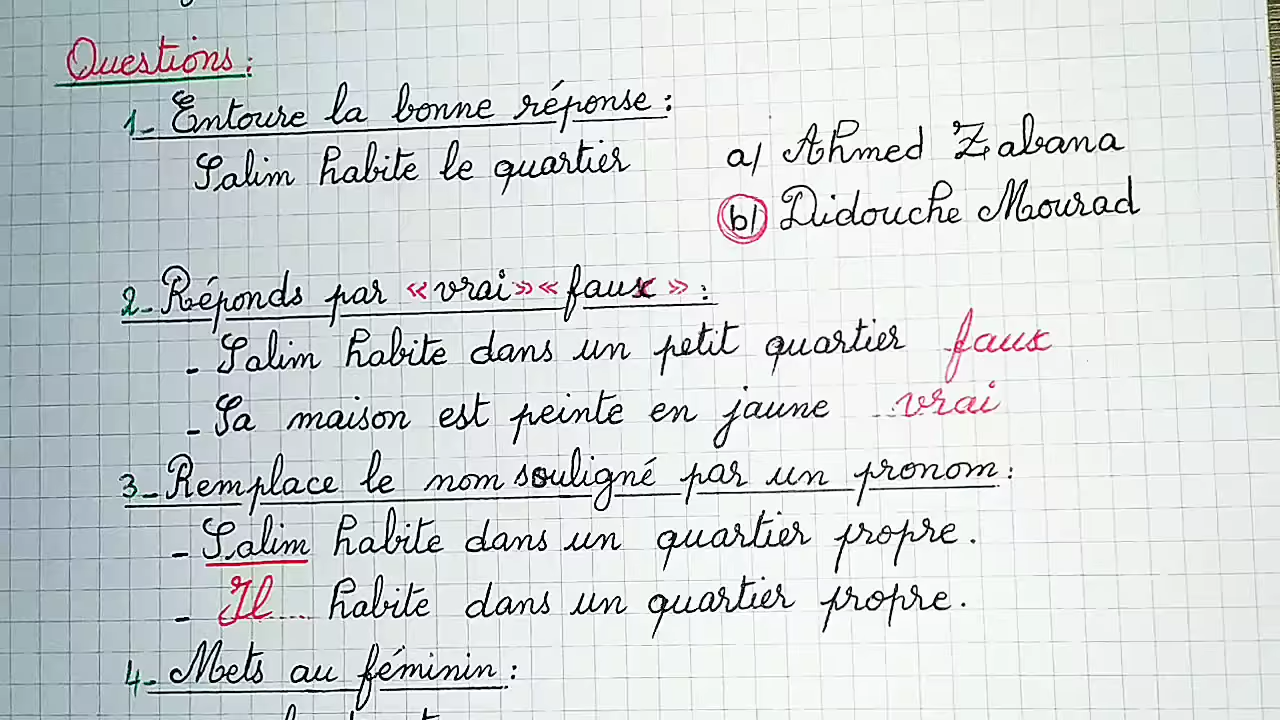 Questions:
1- Entoure la bonne réponse:
Salim habite le quartier a/ Ahmed Zabana
b/ Didouche Mourad
2- Réponds par «vrai» «faux»:
- Salim habite dans un petit quartier faux
- Sa maison est peinte en jaune ..vrai
3- Remplace le nom souligné par un pronom:
- Salim habite dans un quartier propre.
- Il.... habite dans un quartier propre.
4- Mets au féminin: